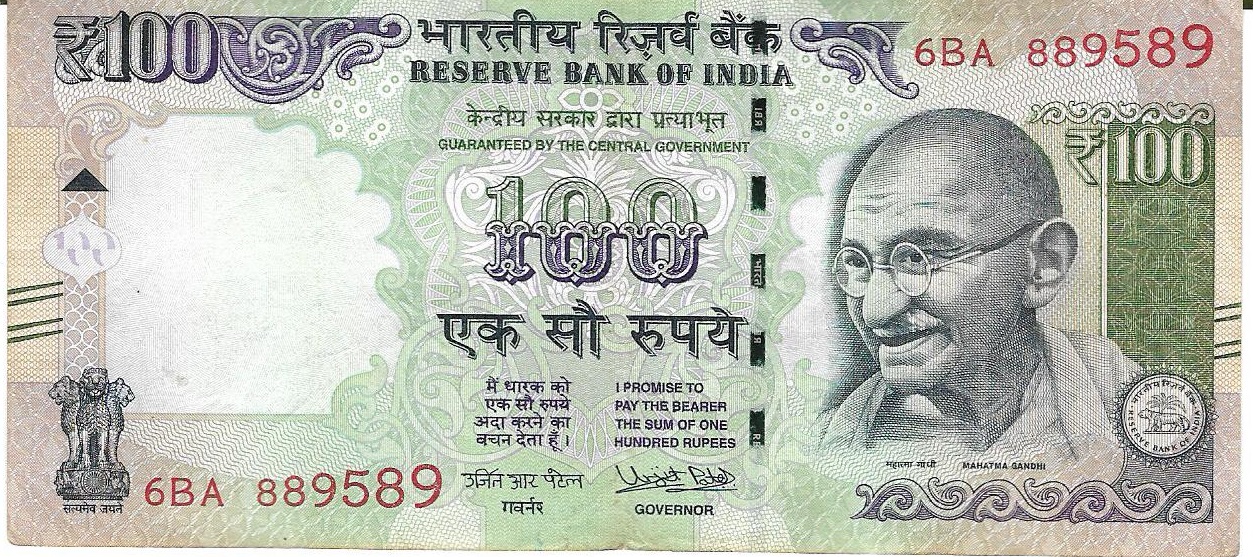 ₹100
भारतीय रिज़र्व बैंक
RESERVE BANK OF INDIA
6BA 889589
केन्द्रीय सरकार द्वारा प्रत्याभूत
GUARANTEED BY THE CENTRAL GOVERNMENT
₹100
100
एक सौ रुपये
मैं धारक को
एक सौ रुपये
अदा करने का
वचन देता हूँ।
I PROMISE TO
PAY THE BEARER
THE SUM OF ONE
HUNDRED RUPEES
भारतीय रिज़र्व बैंक
RESERVE BANK OF INDIA
महात्मा गांधी MAHATMA GANDHI
6BA 889589
उर्जित आर पटेल
गवर्नर
Urjit Patel
GOVERNOR
सत्यमेव जयते